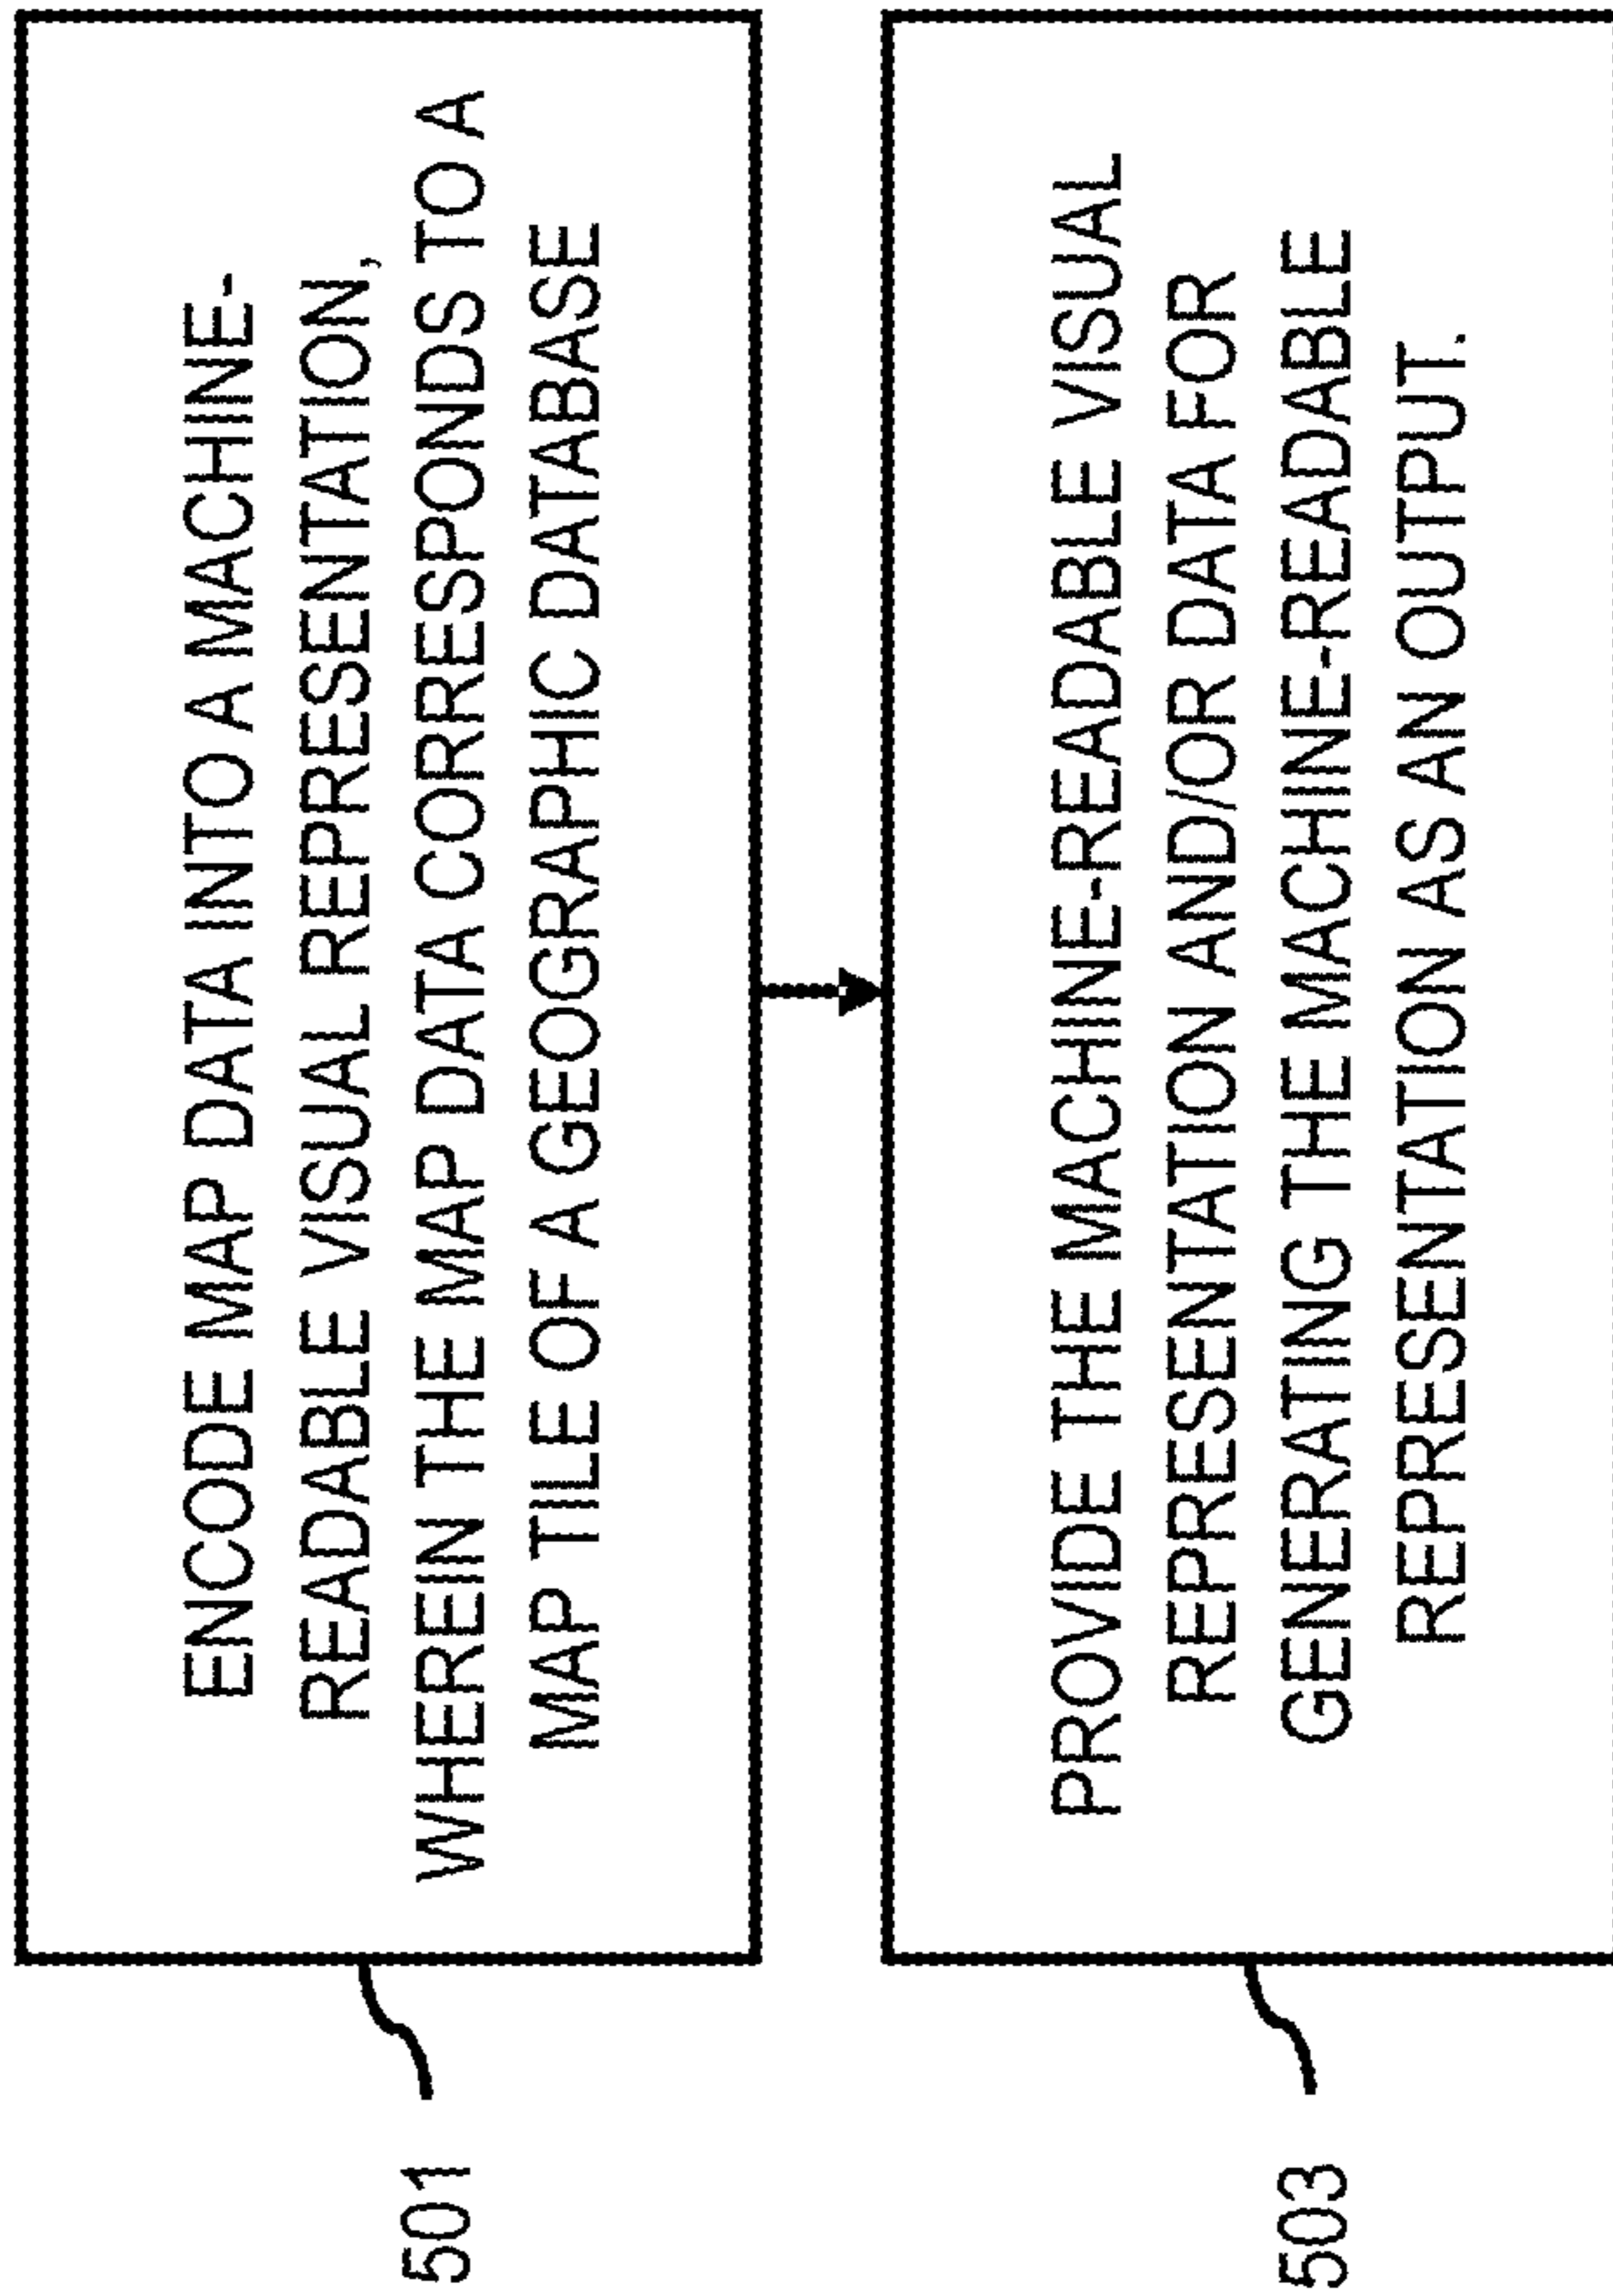 ENCODE MAP DATA INTO A MACHINE-
READABLE VISUAL REPRESENTATION,
WHEREIN THE MAP DATA CORRESPONDS TO A
MAP TILE OF A GEOGRAPHIC DATABASE
501
PROVIDE THE MACHINE-READABLE VISUAL
REPRESENTATION AND/OR DATA FOR
GENERATING THE MACHINE-READABLE
REPRESENTATION AS AN OUTPUT.
503